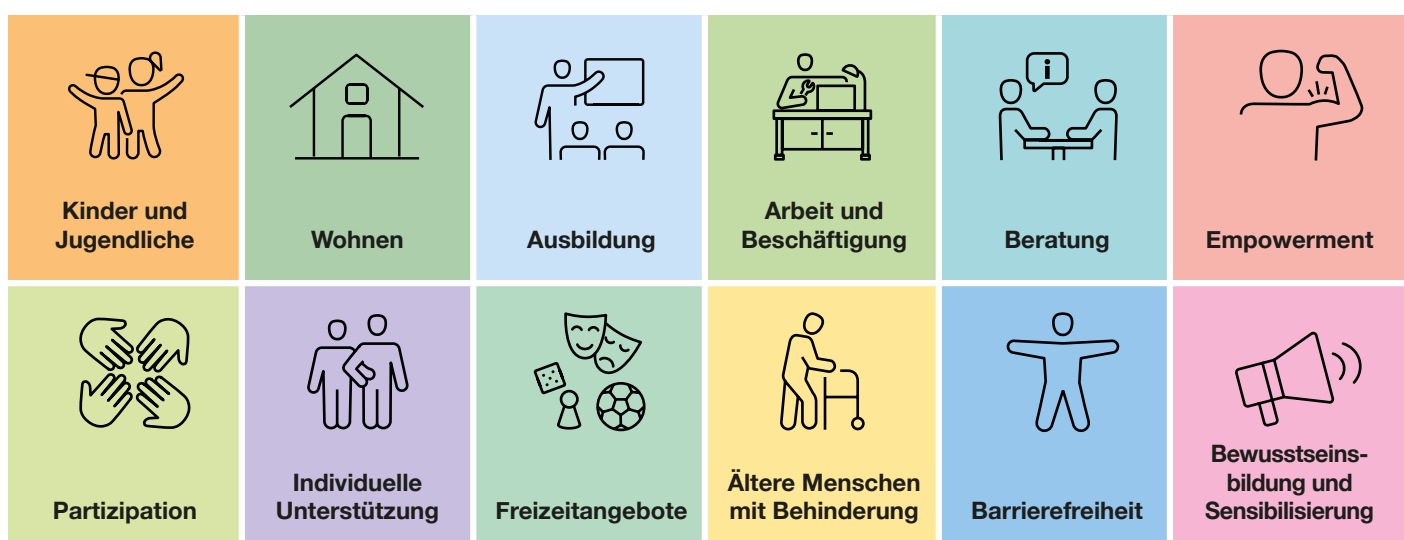 Kinder und
Jugendliche
Wohnen
Ausbildung
Arbeit und
Beschäftigung
i
Beratung
Empowerment
Partizipation
Individuelle
Unterstützung
Freizeitangebote
Ältere Menschen
mit Behinderung
Barrierefreiheit
Bewusstseins-
bildung und
Sensibilisierung